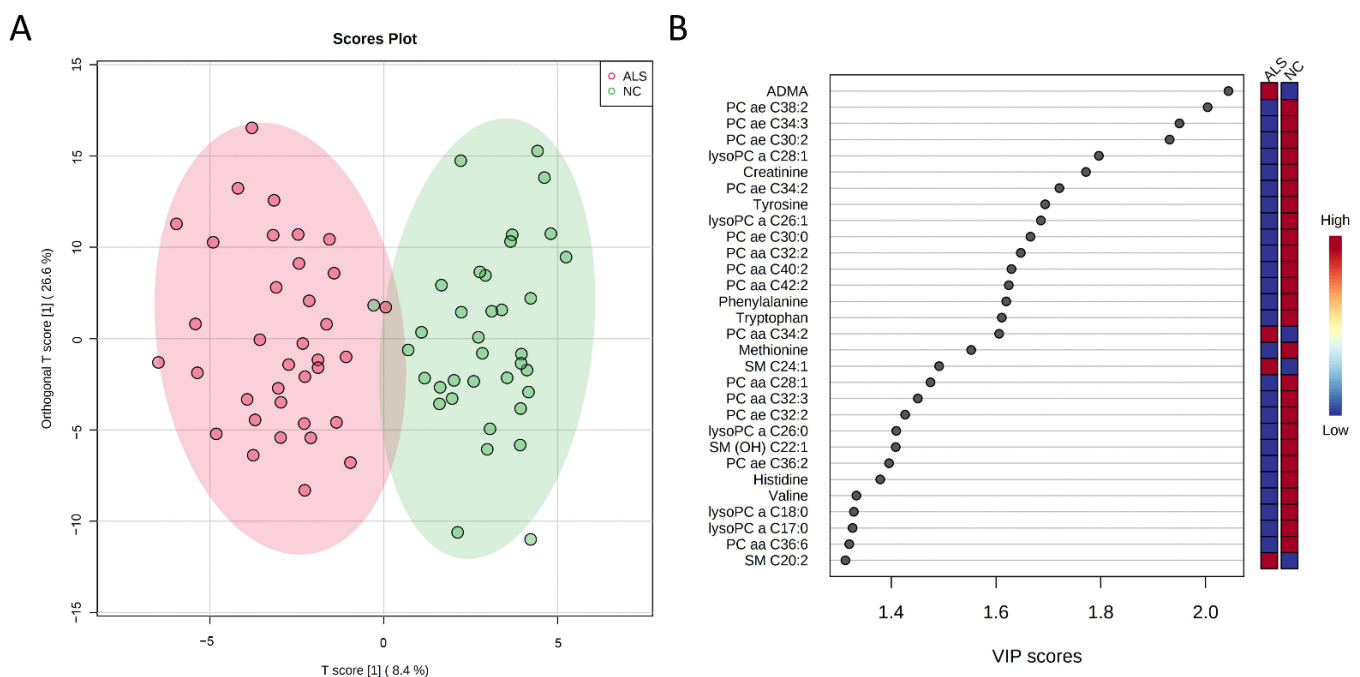 A
Scores Plot
ALS
NC
15
15
10
0
−5
−10
−15
Orthogonal T score [1] ( 26.6 %)
−5
0
5
T score [1] ( 8.4 %)
B
ALS
NC
ADMA
PC ae C38:2
PC ae C34:3
PC ae C30:2
lysoPC a C28:1
Creatinine
PC ae C34:2
Tyrosine
lysoPC a C26:1
PC ae C30:0
PC aa C32:2
PC aa C40:2
PC aa C42:2
Phenylalanine
Tryptophan
PC aa C34:2
Methionine
SM C24:1
PC aa C28:1
PC aa C32:3
PC ae C32:2
lysoPC a C26:0
SM (OH) C22:1
PC ae C36:2
Histidine
Valine
lysoPC a C18:0
lysoPC a C17:0
PC aa C36:6
SM C20:2
High
Low
1.4
1.6
1.8
2.0
VIP scores